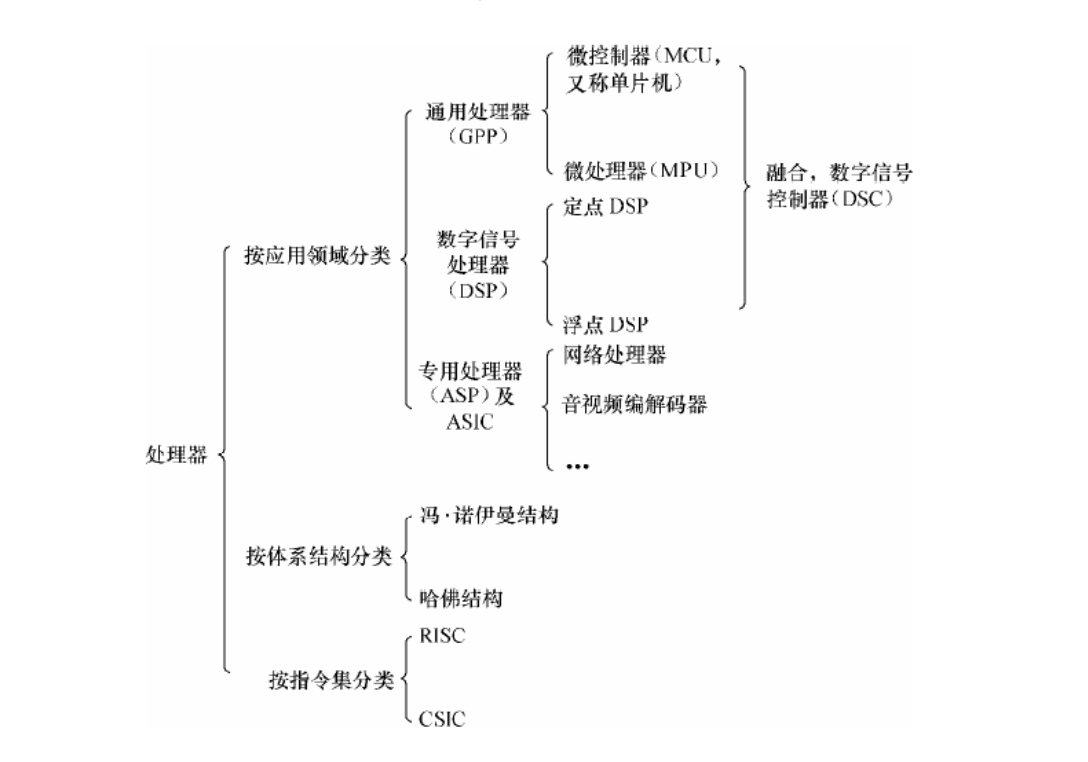 微控制器(MCU,
又称单片机)
通用处理器
(GPP)
微处理器(MPU)
融合，数字信号
控制器(DSC)
定点 DSP
数字信号
处理器
(DSP)
按应用领域分类
浮点 DSP
网络处理器
专用处理器
(ASP)及
ASIC
音视频编解码器
处理器
...
冯·诺伊曼结构
按体系结构分类
哈佛结构
RISC
按指令集分类
CSIC